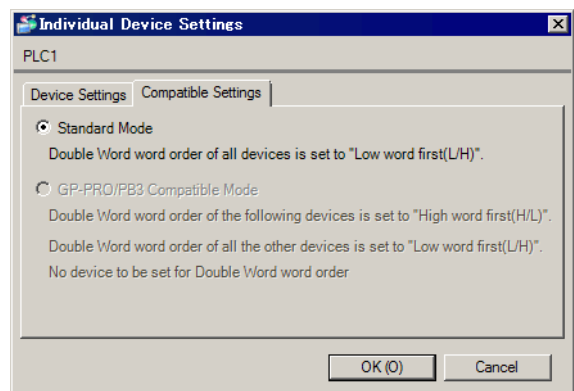 Individual Device Settings
PLC1
Device Settings
Compatible Settings
Standard Mode
Double Word word order of all devices is set to "Low word first(L/H)".
GP-PRO/PB3 Compatible Mode
Double Word word order of the following devices is set to "High word first(H/L)".
Double Word word order of all the other devices is set to "Low word first(L/H)".
No device to be set for Double Word word order
OK (O)
Cancel